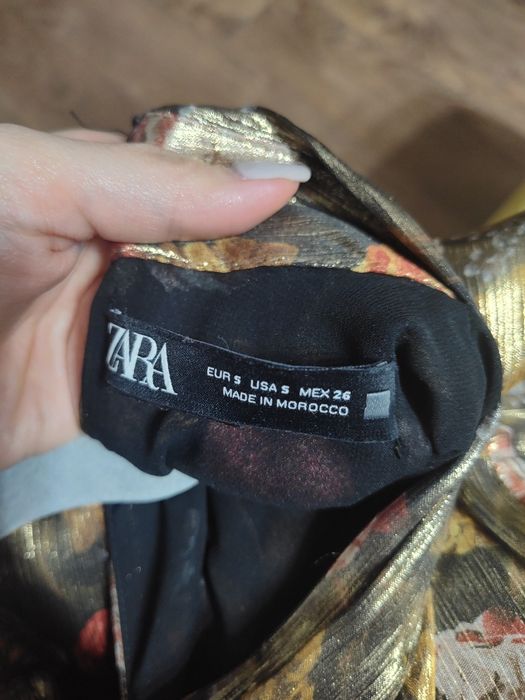 ZARA
EUR S USA S MEX 26
MADE IN MOROCCO